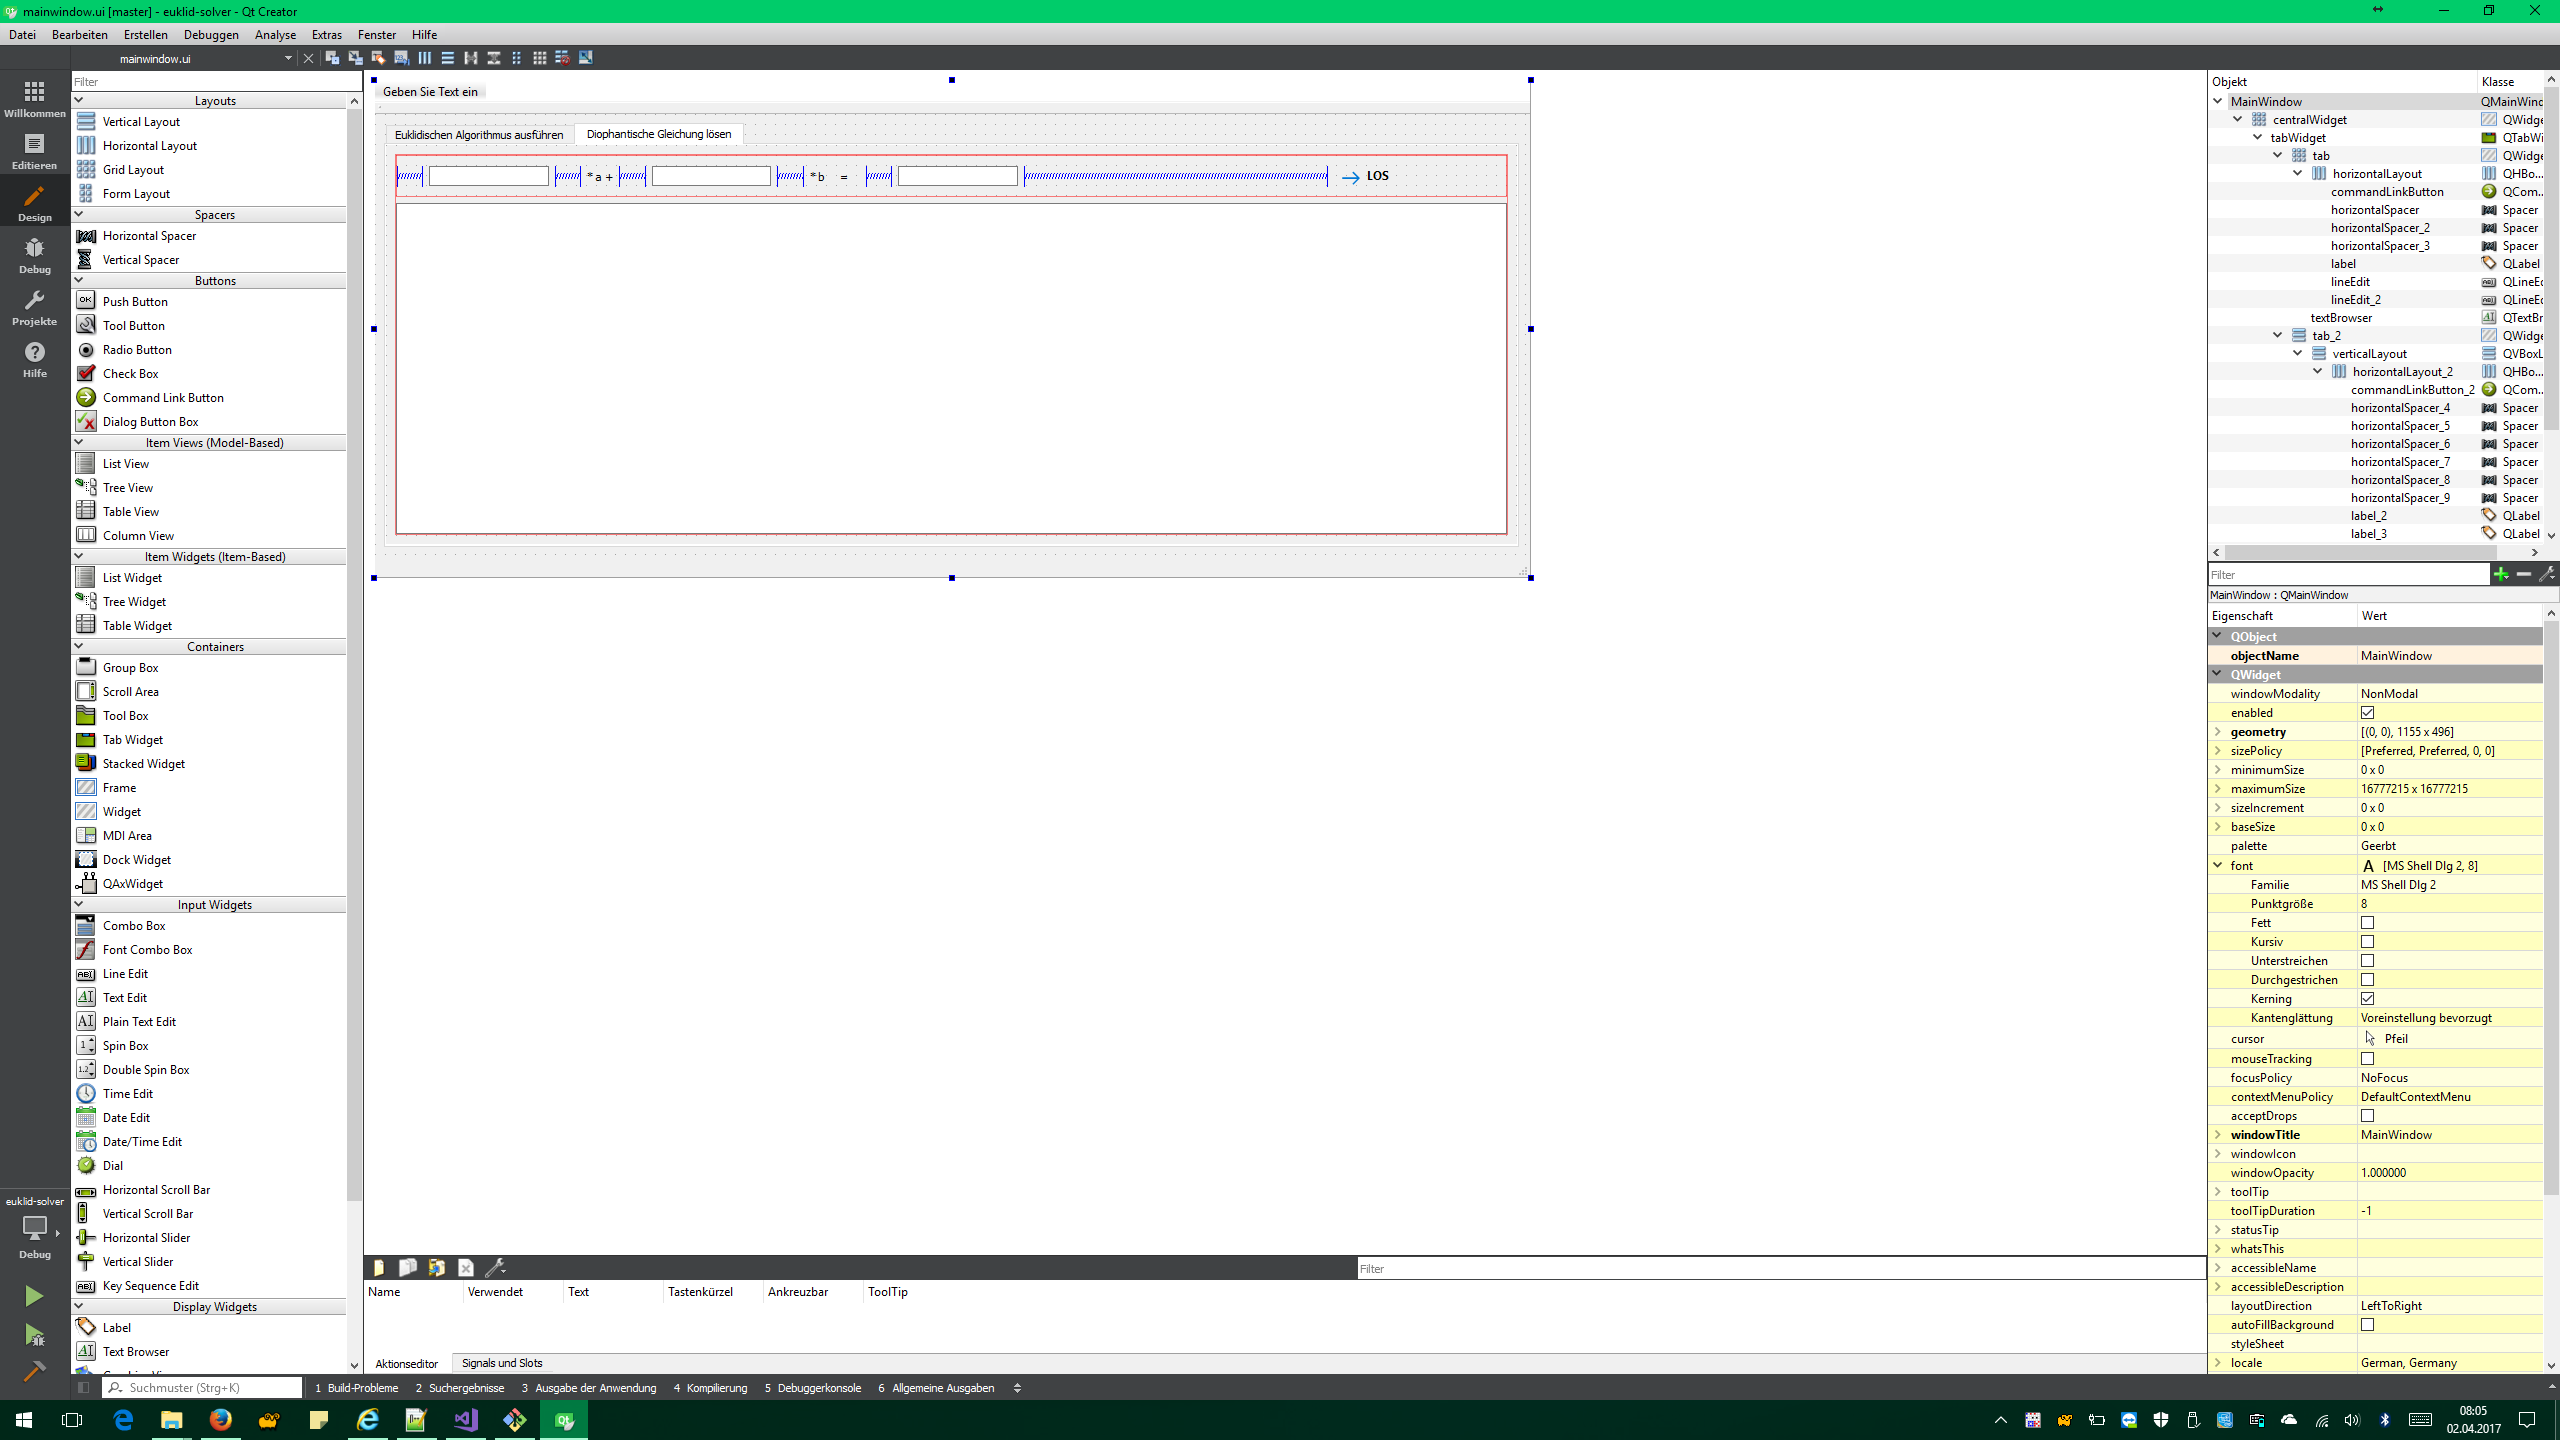 mainwindow.ui [master] - euklid-solver - Qt Creator
Datei Bearbeiten Erstellen Debuggen Analyse Extras Fenster Hilfe
mainwindow.ui
Willkommen
Editieren
Design
Debug
Projekte
Hilfe
euklid-solver
Debug
Filter
Layouts
Vertical Layout
Horizontal Layout
Grid Layout
Form Layout
Spacers
Horizontal Spacer
Vertical Spacer
Buttons
Push Button
Tool Button
Radio Button
Check Box
Command Link Button
Dialog Button Box
Item Views (Model-Based)
List View
Tree View
Table View
Column View
Item Widgets (Item-Based)
List Widget
Tree Widget
Table Widget
Containers
Group Box
Scroll Area
Tool Box
Tab Widget
Stacked Widget
Frame
Widget
MDI Area
Dock Widget
QAxWidget
Input Widgets
Combo Box
Font Combo Box
Line Edit
Text Edit
Plain Text Edit
Spin Box
Double Spin Box
Time Edit
Date Edit
Date/Time Edit
Dial
Horizontal Scroll Bar
Vertical Scroll Bar
Horizontal Slider
Vertical Slider
Key Sequence Edit
Display Widgets
Label
Text Browser
Geben Sie Text ein
Euklidischen Algorithmus ausführen Diophantische Gleichung lösen
*a + *b = LOS
Filter
Name Verwendet Text Tastenkürzel Ankreuzbar ToolTip
Aktionseditor Signals und Slots
Objekt Klasse
MainWindow QMainWind
centralWidget QWidge
tabWidget QTabWi
tab QWidge
horizontalLayout QHBo...
commandLinkButton QCom...
horizontalSpacer Spacer
horizontalSpacer_2 Spacer
horizontalSpacer_3 Spacer
label QLabel
lineEdit QLineEd
lineEdit_2 QLineEd
textBrowser QTextBr
tab_2 QWidge
verticalLayout QVBoxL
horizontalLayout_2 QHBo...
commandLinkButton_2 QCom...
horizontalSpacer_4 Spacer
horizontalSpacer_5 Spacer
horizontalSpacer_6 Spacer
horizontalSpacer_7 Spacer
horizontalSpacer_8 Spacer
horizontalSpacer_9 Spacer
label_2 QLabel
label_3 QLabel
Filter
MainWindow : QMainWindow
Eigenschaft Wert
QObject
objectName MainWindow
QWidget
windowModality NonModal
enabled
geometry [(0, 0), 1155 x 496]
sizePolicy [Preferred, Preferred, 0, 0]
minimumSize 0 x 0
maximumSize 16777215 x 16777215
sizeIncrement 0 x 0
baseSize 0 x 0
palette Geerbt
font A [MS Shell Dlg 2, 8]
Familie MS Shell Dlg 2
Punktgröße 8
Fett
Kursiv
Unterstreichen
Durchgestrichen
Kerning
Kantenglättung Voreinstellung bevorzugt
cursor Pfeil
mouseTracking
focusPolicy NoFocus
contextMenuPolicy DefaultContextMenu
acceptDrops
windowTitle MainWindow
windowIcon
windowOpacity 1.000000
toolTip
toolTipDuration -1
statusTip
whatsThis
accessibleName
accessibleDescription
layoutDirection LeftToRight
autoFillBackground
styleSheet
locale German, Germany
Suchmuster (Strg+K) 1 Build-Probleme 2 Suchergebnisse 3 Ausgabe der Anwendung 4 Kompilierung 5 Debuggerkonsole 6 Allgemeine Ausgaben
08:05
02.04.2017